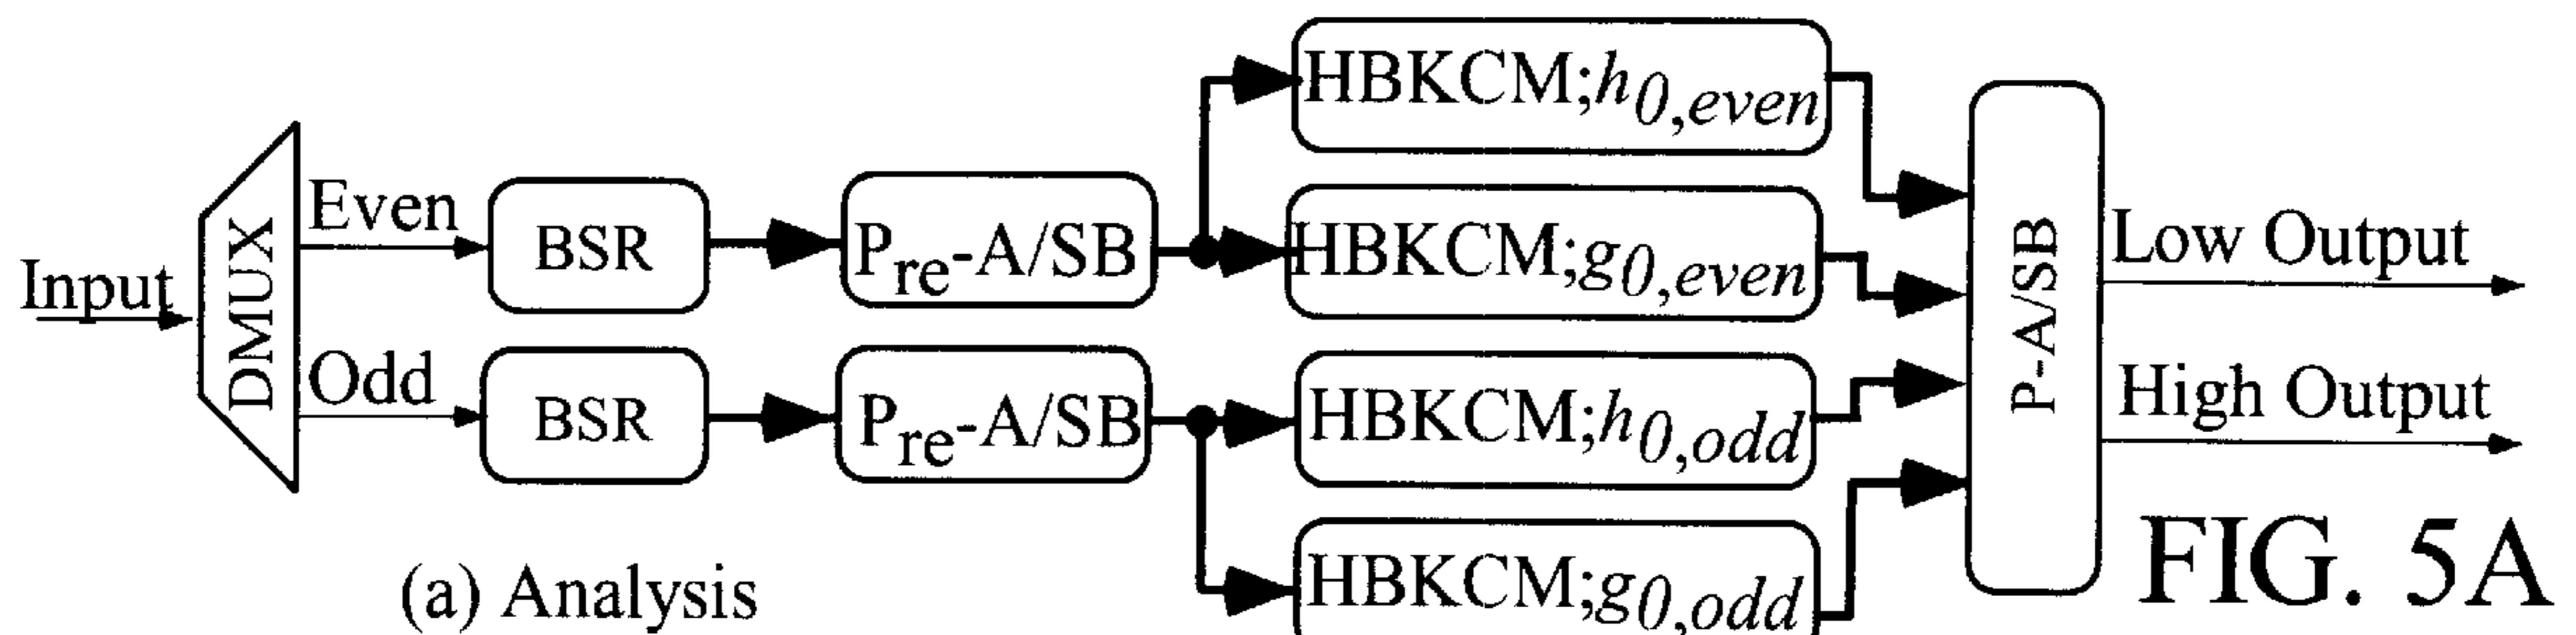 Input
DMUX
Even
Odd
BSR
BSR
Pre-A/SB
Pre-A/SB
HBKCM;h0,even
HBKCM;g0,even
HBKCM;h0,odd
HBKCM;g0,odd
P-A/SB
Low Output
High Output
(a) Analysis
FIG. 5A